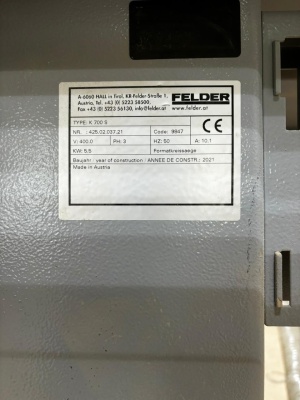 A-6060 HALL in Tirol, KR-Felder-Straße 1,
Austria, Tel. +43 (0) 5223 58500,
Fax +43 (0) 5223 56130, info@felder.at
FELDER
www.felder.at
TYPE: K 700 S
NR. : 425.02.037.21 Code: 9947
V: 400,0 PH: 3 HZ: 50 A: 10,1
KW: 5,5 Formatkreissaege
Baujahr / year of construction / ANNEE DE CONSTR.: 2021
Made in Austria
CE